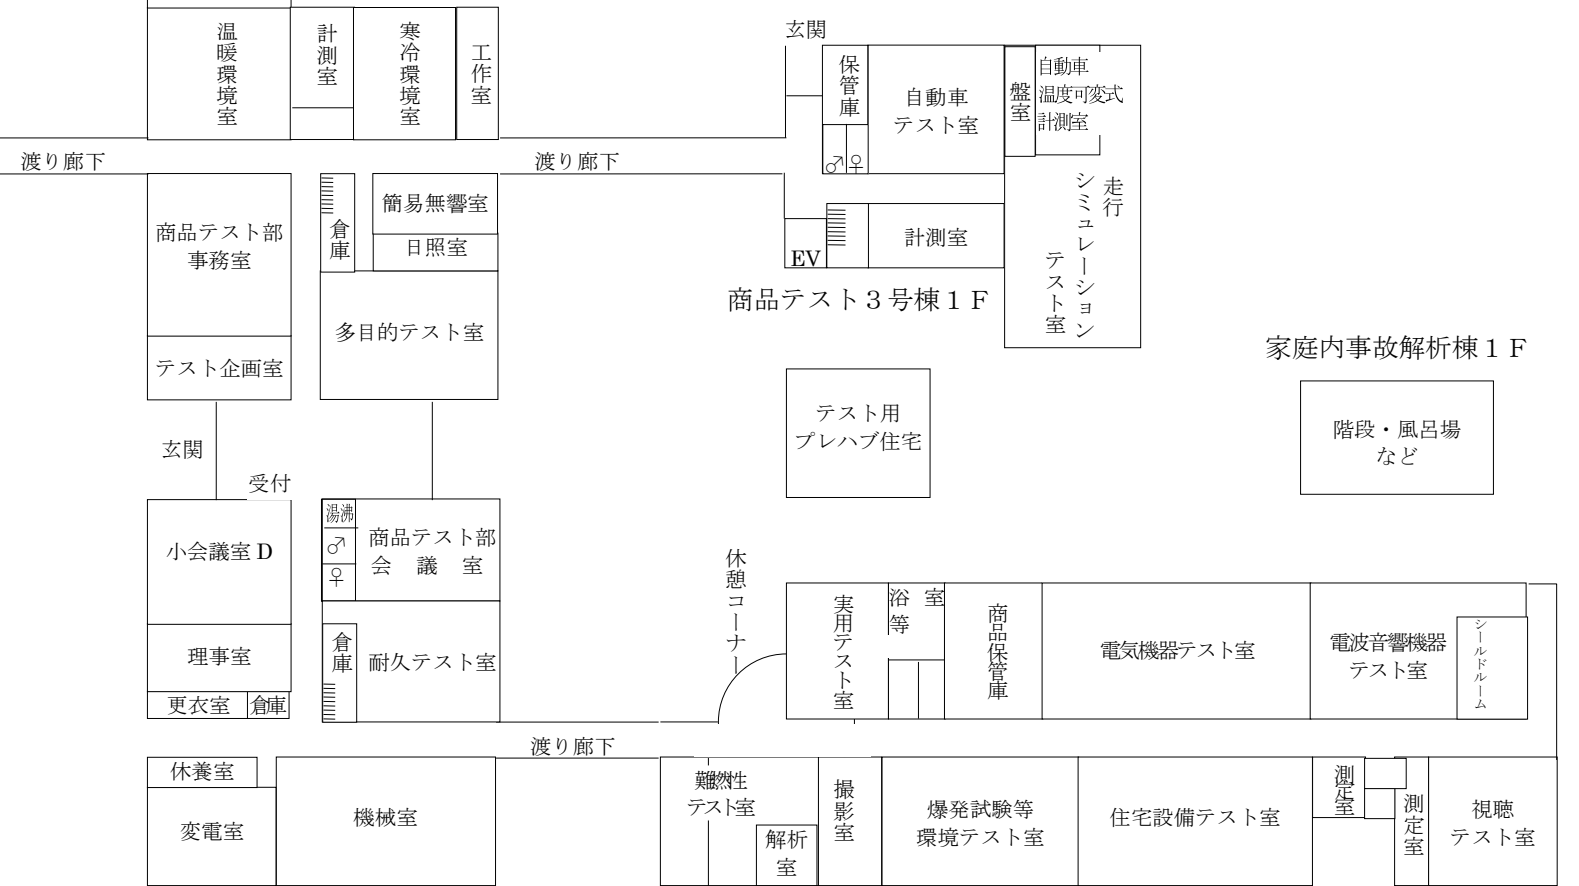 温暖環境室
計測室
寒冷環境室
工作室
玄関
保管庫
♂♀
自動車
テスト室
盤室
自動車
温度可変式
計測室
渡り廊下
渡り廊下
商品テスト部
事務室
倉庫
簡易無響室
日照室
EV
計測室
走行
シミュレーション
テスト室
商品テスト３号棟１Ｆ
多目的テスト室
テスト企画室
家庭内事故解析棟１Ｆ
テスト用
プレハブ住宅
階段・風呂場
など
玄関
受付
小会議室 D
湯沸
♂
♀
商品テスト部
会議室
休憩コーナー
実用テスト室
浴室
等
商品保管庫
電気機器テスト室
電波音響機器
テスト室
シールドルーム
理事室
倉庫
耐久テスト室
更衣室
倉庫
渡り廊下
休養室
変電室
機械室
難燃性
テスト室
解析
室
撮影室
爆発試験等
環境テスト室
住宅設備テスト室
測定室
測定室
視聴
テスト室